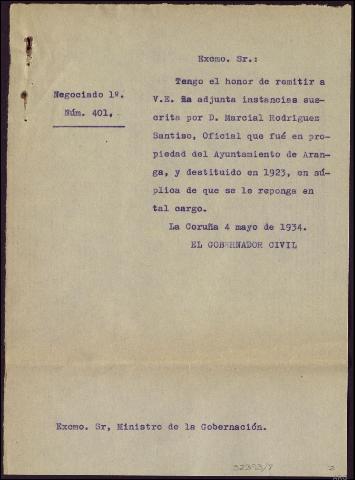 Excmo. Sr.:
Negociado 1º.
Núm. 401.
Tengo el honor de remitir a
V.E. ña adjunta instancias sus-
crita por D. Marcial Rodriguez
Santiso, Oficial que fué en pro-
piedad del Ayuntamiento de Aran-
ga, y destituido en 1923, en sú-
plica de que se le reponga en
tal cargo.
La Coruña 4 mayo de 1934.
EL GOBERNADOR CIVIL
Excmo. Sr, Ministro de la Gobernación.